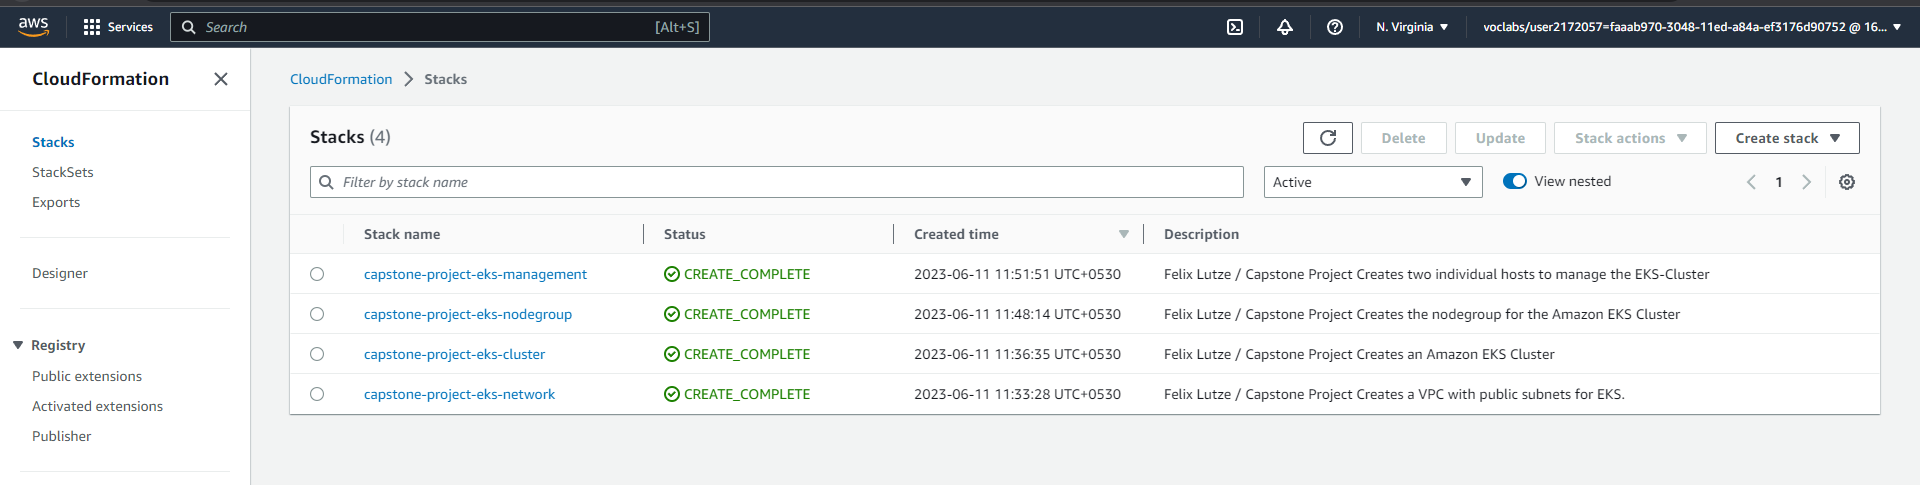 aws
Services
Search
[Alt+S]
N. Virginia
voclabs/user2172057=faaab970-3048-11ed-a84a-ef3176d90752 @ 16...
CloudFormation
Stacks
StackSets
Exports
Designer
Registry
Public extensions
Activated extensions
Publisher
CloudFormation > Stacks
Stacks (4)
Delete
Update
Stack actions
Create stack
Filter by stack name
Active
View nested
1
Stack name Status Created time Description
capstone-project-eks-management CREATE_COMPLETE 2023-06-11 11:51:51 UTC+0530 Felix Lutze / Capstone Project Creates two individual hosts to manage the EKS-Cluster
capstone-project-eks-nodegroup CREATE_COMPLETE 2023-06-11 11:48:14 UTC+0530 Felix Lutze / Capstone Project Creates the nodegroup for the Amazon EKS Cluster
capstone-project-eks-cluster CREATE_COMPLETE 2023-06-11 11:36:35 UTC+0530 Felix Lutze / Capstone Project Creates an Amazon EKS Cluster
capstone-project-eks-network CREATE_COMPLETE 2023-06-11 11:33:28 UTC+0530 Felix Lutze / Capstone Project Creates a VPC with public subnets for EKS.